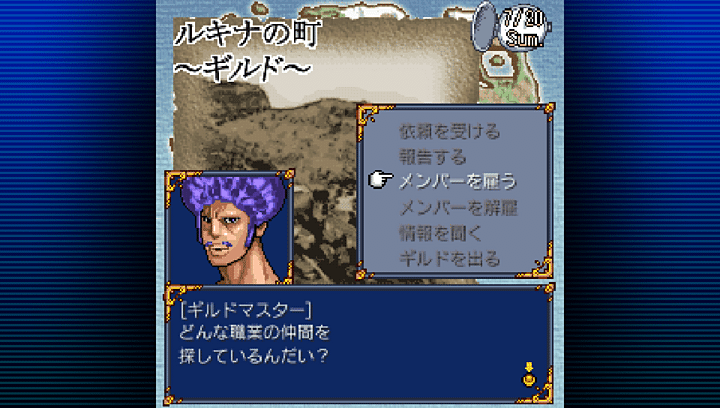 ルキナの町
～ギルド～
7/20
Sum.
依頼を受ける
報告する
メンバーを雇う
メンバーを解雇
情報を聞く
ギルドを出る
[ギルドマスター]
どんな職業の仲間を
探しているんだい？